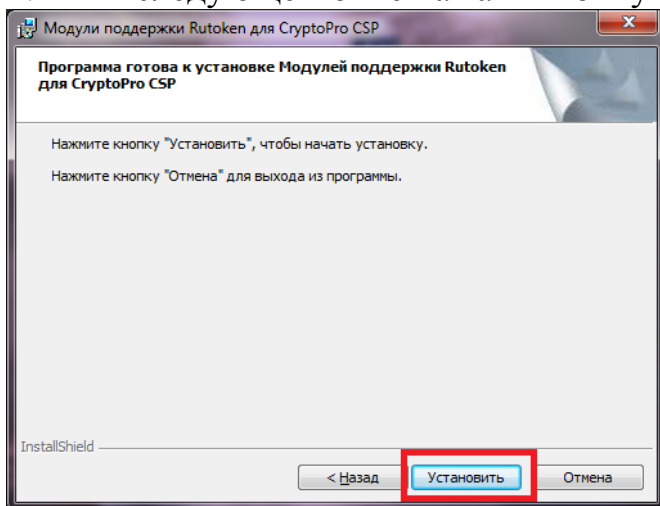 Модули поддержки Rutoken для CryptoPro CSP
Программа готова к установке Модулей поддержки Rutoken
для CryptoPro CSP
Нажмите кнопку "Установить", чтобы начать установку.
Нажмите кнопку "Отмена" для выхода из программы.
InstallShield
< Назад Установить Отмена